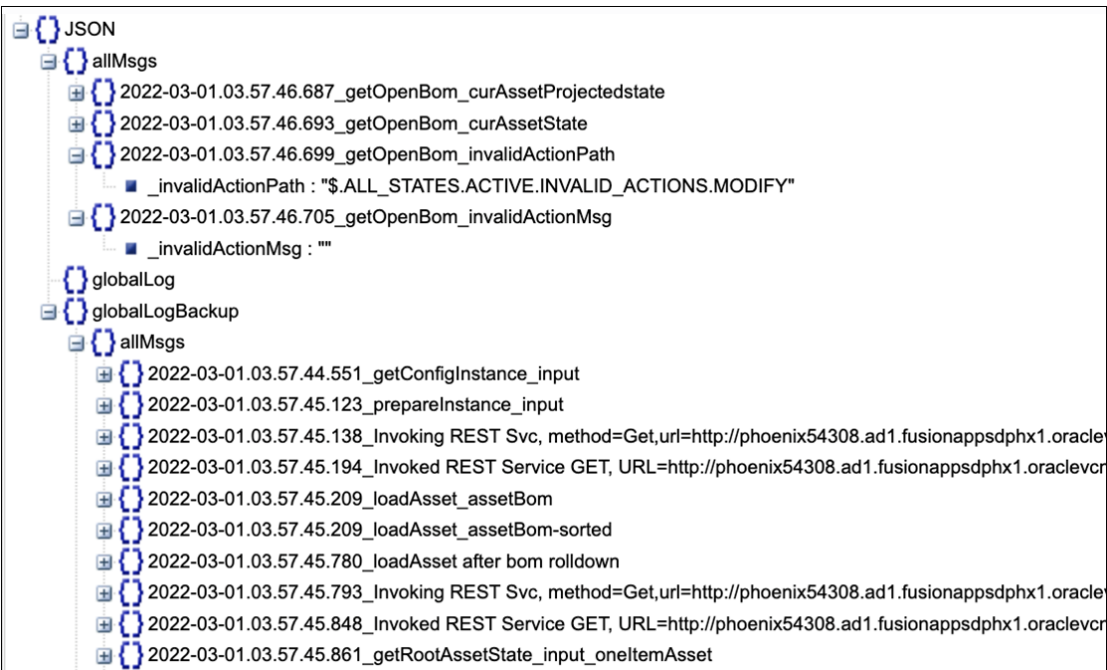 JSON
allMsgs
2022-03-01.03.57.46.687_getOpenBom_curAssetProjectedstate
2022-03-01.03.57.46.693_getOpenBom_curAssetState
2022-03-01.03.57.46.699_getOpenBom_invalidActionPath
_invalidActionPath : "$.ALL_STATES.ACTIVE.INVALID_ACTIONS.MODIFY"
2022-03-01.03.57.46.705_getOpenBom_invalidActionMsg
_invalidActionMsg : ""
globalLog
globalLogBackup
allMsgs
2022-03-01.03.57.44.551_getConfigInstance_input
2022-03-01.03.57.45.123_prepareInstance_input
2022-03-01.03.57.45.138_Invoking REST Svc, method=Get,url=http://phoenix54308.ad1.fusionappsdphx1.oraclev
2022-03-01.03.57.45.194_Invoked REST Service GET, URL=http://phoenix54308.ad1.fusionappsdphx1.oraclevcn
2022-03-01.03.57.45.209_loadAsset_assetBom
2022-03-01.03.57.45.209_loadAsset_assetBom-sorted
2022-03-01.03.57.45.780_loadAsset after bom rolldown
2022-03-01.03.57.45.793_Invoking REST Svc, method=Get,url=http://phoenix54308.ad1.fusionappsdphx1.oraclev
2022-03-01.03.57.45.848_Invoked REST Service GET, URL=http://phoenix54308.ad1.fusionappsdphx1.oraclevcn
2022-03-01.03.57.45.861_getRootAssetState_input_oneItemAsset